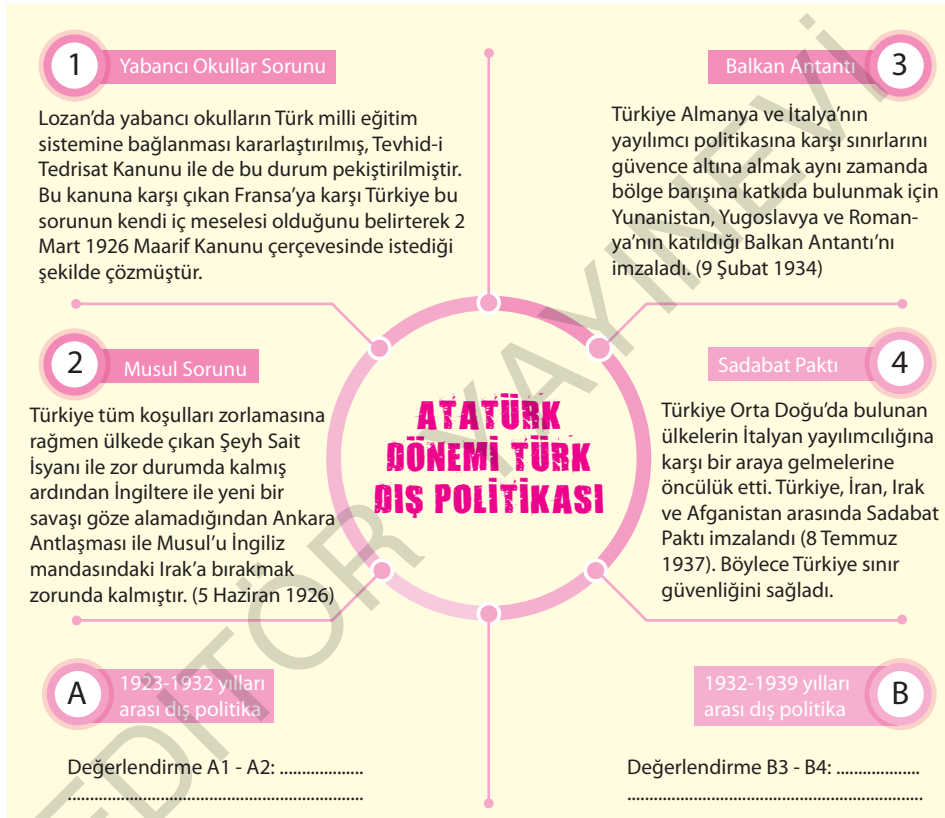 1
Yabancı Okullar Sorunu
Lozan’da yabancı okulların Türk milli eğitim
sistemine bağlanması kararlaştırılmış, Tevhid-i
Tedrisat Kanunu ile de bu durum pekiştirilmiştir.
Bu kanuna karşı çıkan Fransa’ya karşı Türkiye bu
sorunun kendi iç meselesi olduğunu belirterek 2
Mart 1926 Maarif Kanunu çerçevesinde istediği
şekilde çözmüştür.
2
Musul Sorunu
Türkiye tüm koşulları zorlamasına
rağmen ülkede çıkan Şeyh Sait
İsyanı ile zor durumda kalmış
ardından İngiltere ile yeni bir
savaşı göze alamadığından Ankara
Antlaşması ile Musul’u İngiliz
mandasındaki Irak’a bırakmak
zorunda kalmıştır. (5 Haziran 1926)
ATATÜRK
DÖNEMİ TÜRK
DIŞ POLİTİKASI
Balkan Antantı
3
Türkiye Almanya ve İtalya’nın
yayılımcı politikasına karşı sınırlarını
güvence altına almak aynı zamanda
bölge barışına katkıda bulunmak için
Yunanistan, Yugoslavya ve Roman-
ya’nın katıldığı Balkan Antantı’nı
imzaladı. (9 Şubat 1934)
Sadabat Paktı
4
Türkiye Orta Doğu’da bulunan
ülkelerin İtalyan yayılımcılığına
karşı bir araya gelmelerine
öncülük etti. Türkiye, İran, Irak
ve Afganistan arasında Sadabat
Paktı imzalandı (8 Temmuz
1937). Böylece Türkiye sınır
güvenliğini sağladı.
A
1923-1932 yılları
arası dış politika
Değerlendirme A1 - A2: ...................
..................................................................
1932-1939 yılları
arası dış politika
B
Değerlendirme B3 - B4: ...................
..................................................................
EDİTÖR YAYINEVİ